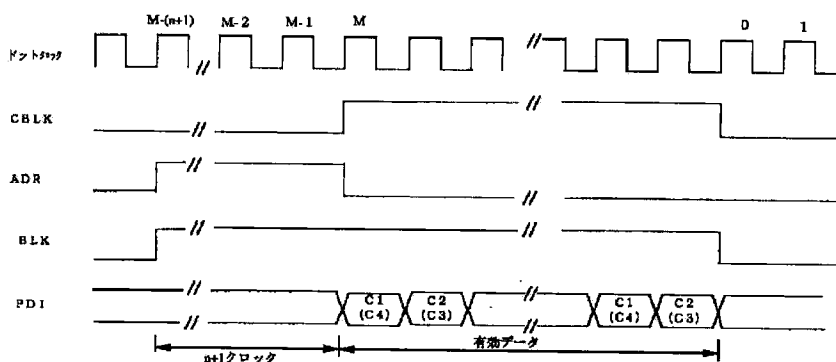 M-(n+1) M-2 M-1 M 0 1
ドットクロック
CBLK
ADR
BLK
PDI
C1 C2 C1 C2
(C4) (C3) (C4) (C3)
n+1クロック 有効データ